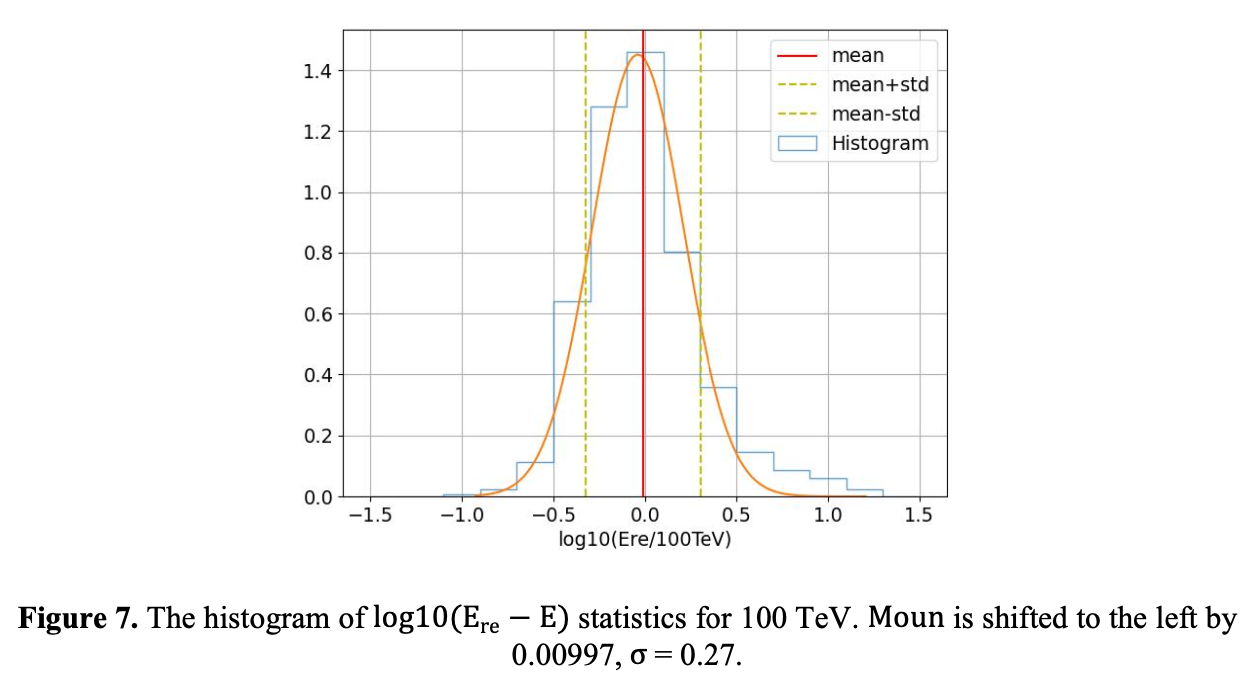 mean
mean+std
mean-std
Histogram
1.4
1.2
1.0
0.8
0.6
0.4
0.2
0.0
−1.5 −1.0 −0.5 0.0 0.5 1.0 1.5
log10(Ere/100TeV)
Figure 7. The histogram of log10(Eᵣₑ − E) statistics for 100 TeV. Moun is shifted to the left by
0.00997, σ = 0.27.